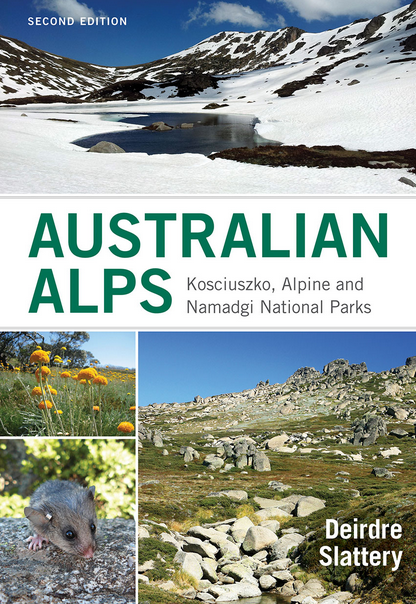 SECOND EDITION
AUSTRALIAN
ALPS
Kosciuszko, Alpine and
Namadgi National Parks
Deirdre
Slattery